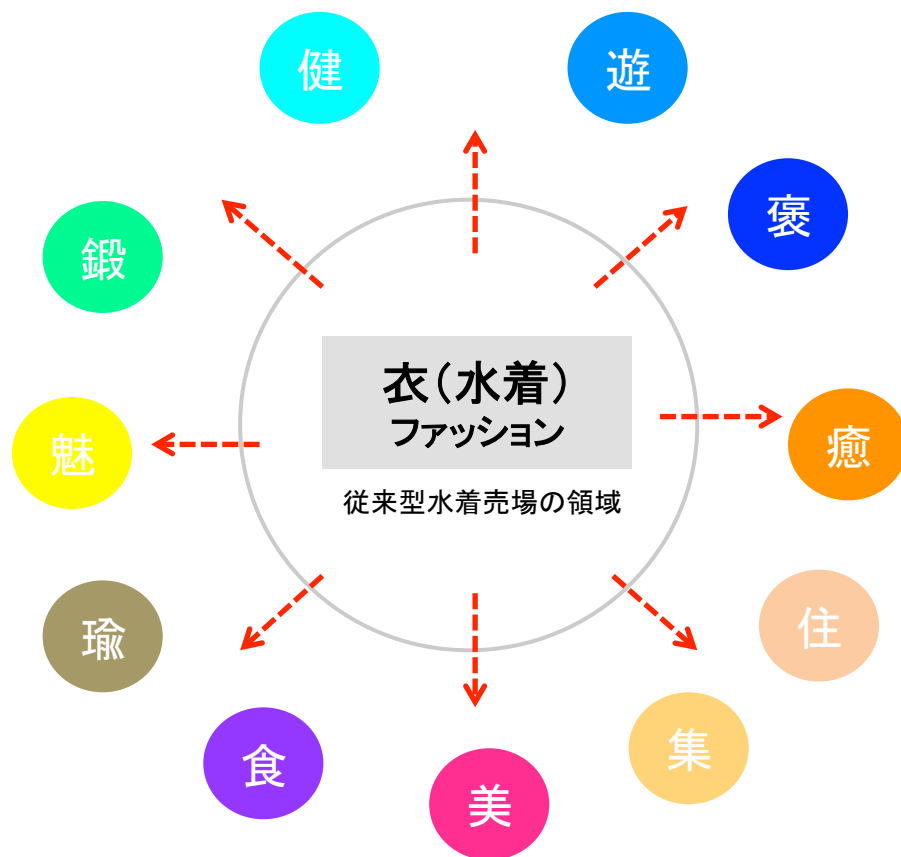 健
遊
褒
鍛
衣（水着）
ファッション
魅
癒
従来型水着売場の領域
瑜
住
食
集
美